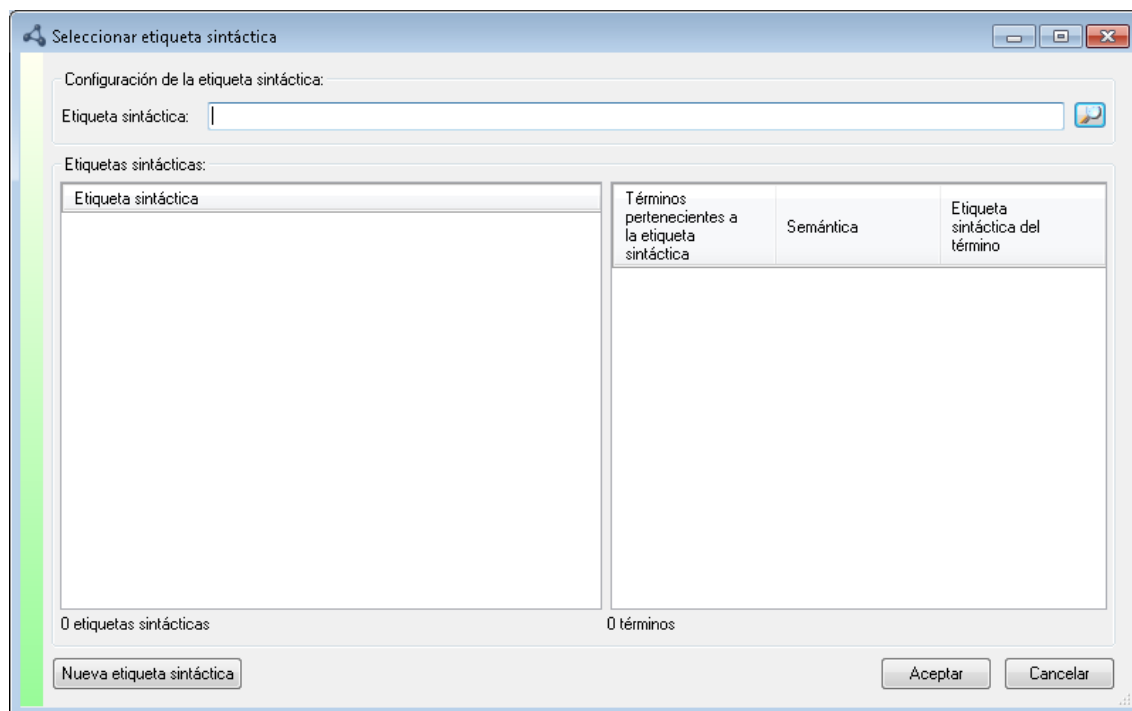 Seleccionar etiqueta sintáctica
Configuración de la etiqueta sintáctica:
Etiqueta sintáctica:
Etiquetas sintácticas:
Etiqueta sintáctica
Términos
pertenecientes a
la etiqueta
sintáctica
Semántica
Etiqueta
sintáctica del
término
0 etiquetas sintácticas
0 términos
Nueva etiqueta sintáctica
Aceptar
Cancelar